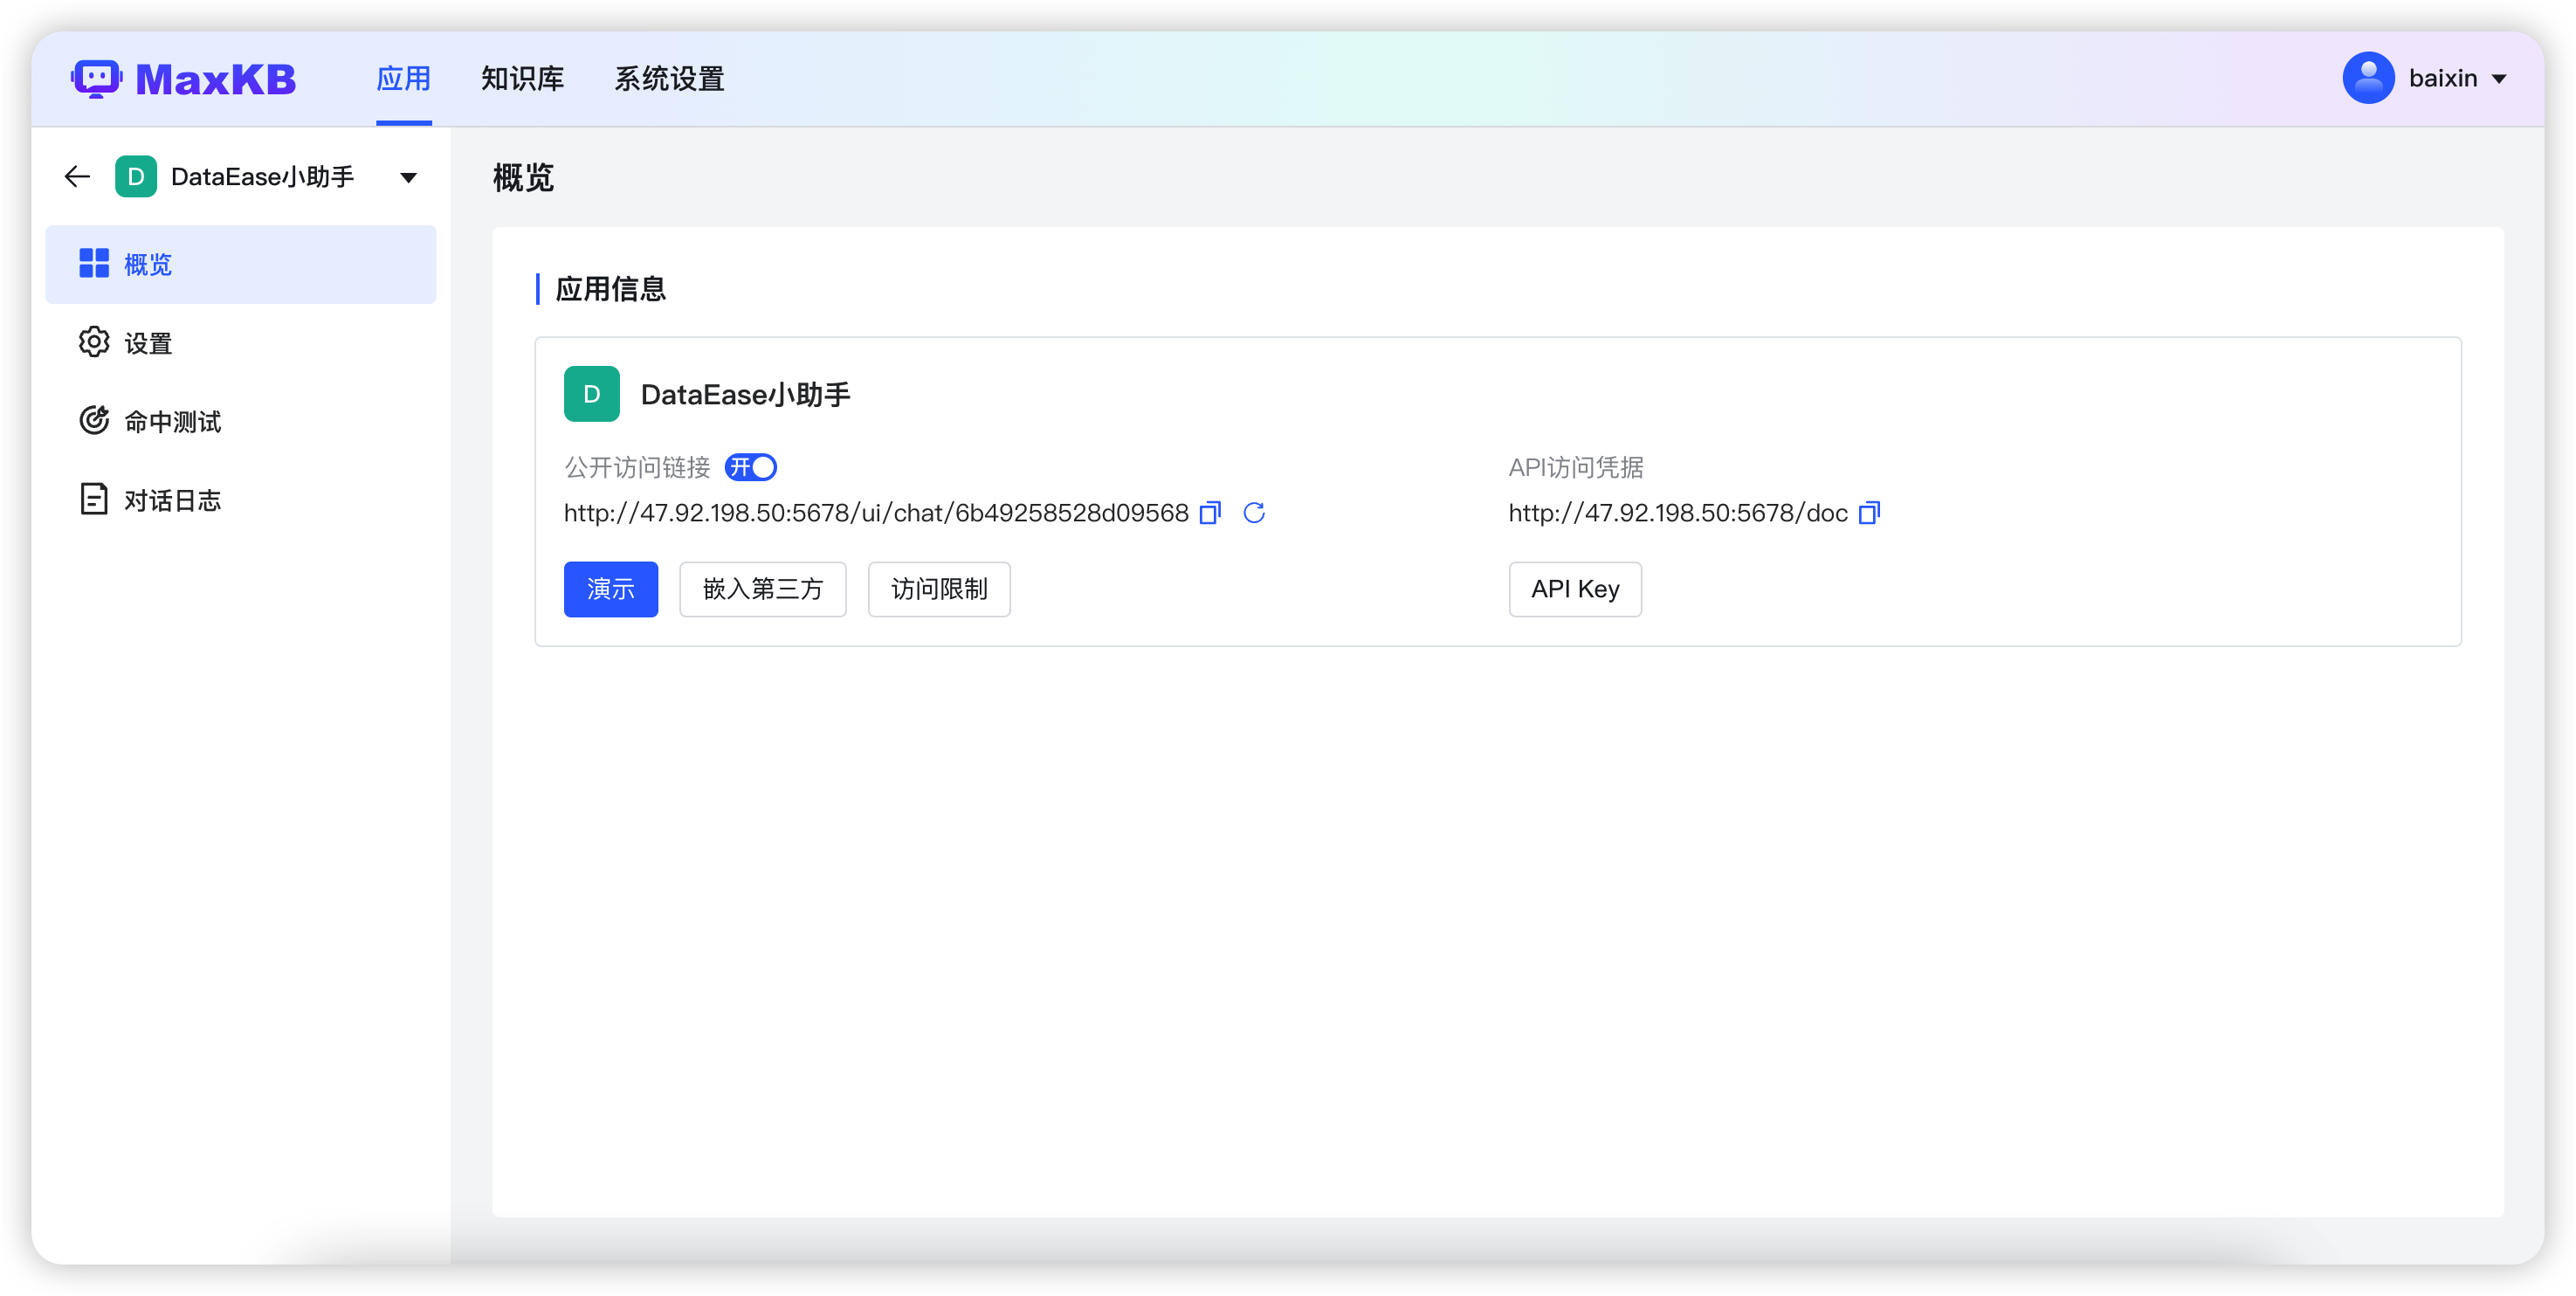 MaxKB
应用 知识库 系统设置
baixin
D DataEase小助手
概览
设置
命中测试
对话日志
概览
应用信息
D DataEase小助手
公开访问链接 开
http://47.92.198.50:5678/ui/chat/6b49258528d09568
演示 嵌入第三方 访问限制
API访问凭据
http://47.92.198.50:5678/doc
API Key